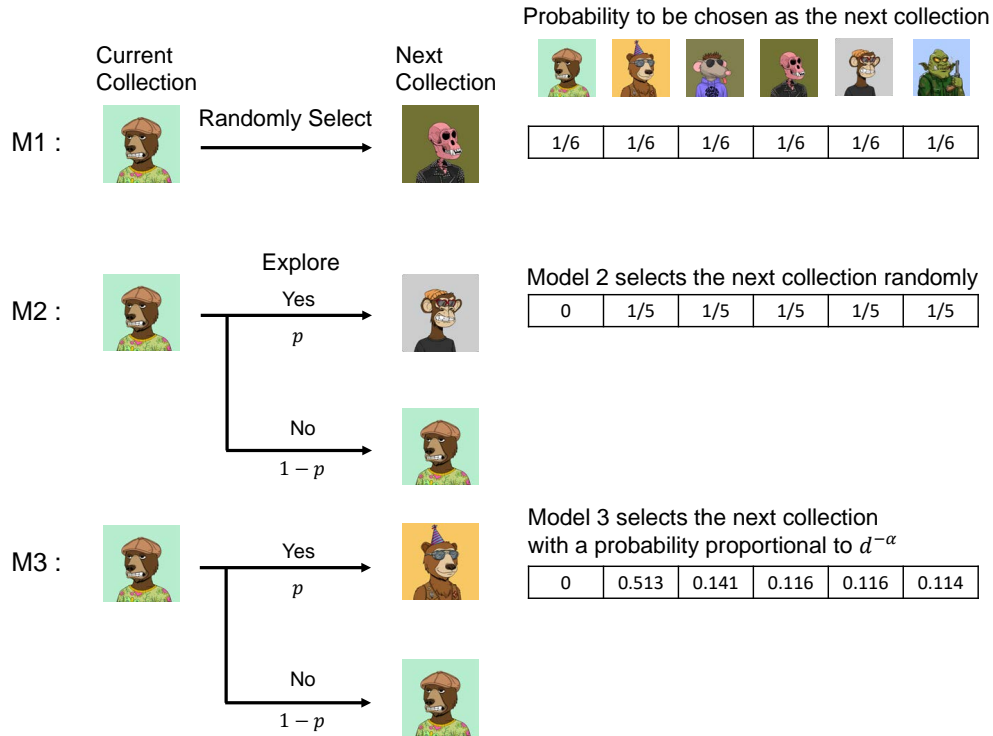 Probability to be chosen as the next collection
Current
Collection
Next
Collection
M1 :
Randomly Select
1/6 1/6 1/6 1/6 1/6 1/6
M2 :
Explore
Yes
p
No
1 − p
Model 2 selects the next collection randomly
0 1/5 1/5 1/5 1/5 1/5
M3 :
Yes
p
No
1 − p
Model 3 selects the next collection
with a probability proportional to d^{−α}
0 0.513 0.141 0.116 0.116 0.114